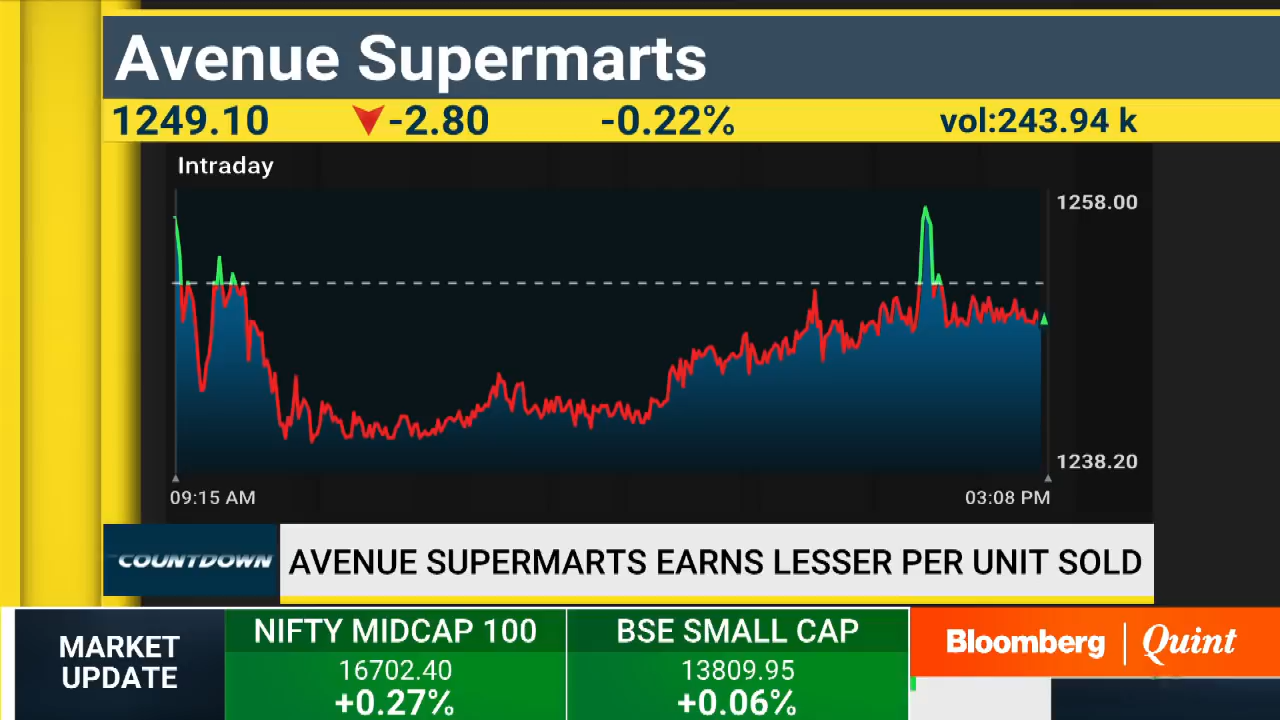 Avenue Supermarts
1249.10 -2.80 -0.22% vol:243.94 k
Intraday
1258.00
1238.20
09:15 AM 03:08 PM
COUNTDOWN AVENUE SUPERMARTS EARNS LESSER PER UNIT SOLD
MARKET UPDATE
NIFTY MIDCAP 100
16702.40
+0.27%
BSE SMALL CAP
13809.95
+0.06%
Bloomberg | Quint